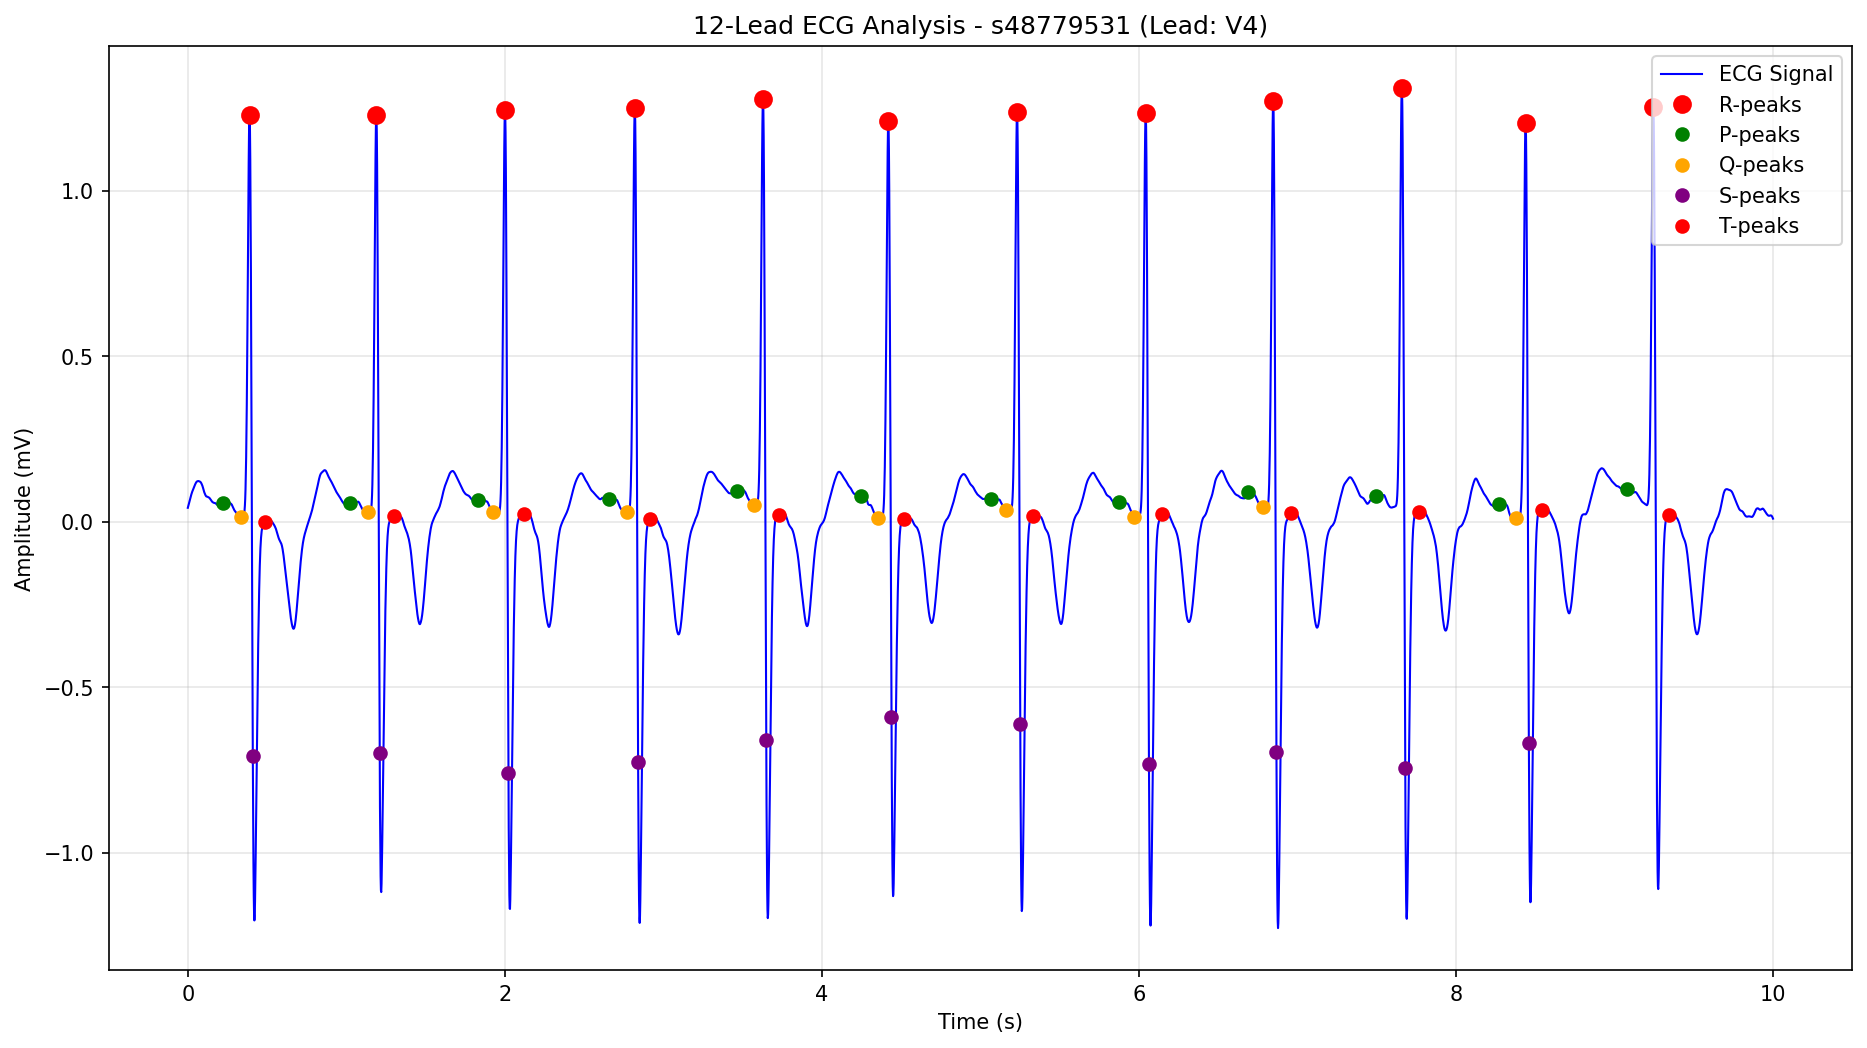 12-Lead ECG Analysis - s48779531 (Lead: V4)
ECG Signal
R-peaks
P-peaks
Q-peaks
S-peaks
T-peaks
Amplitude (mV)
1.0
0.5
0.0
−0.5
−1.0
0 2 4 6 8 10
Time (s)